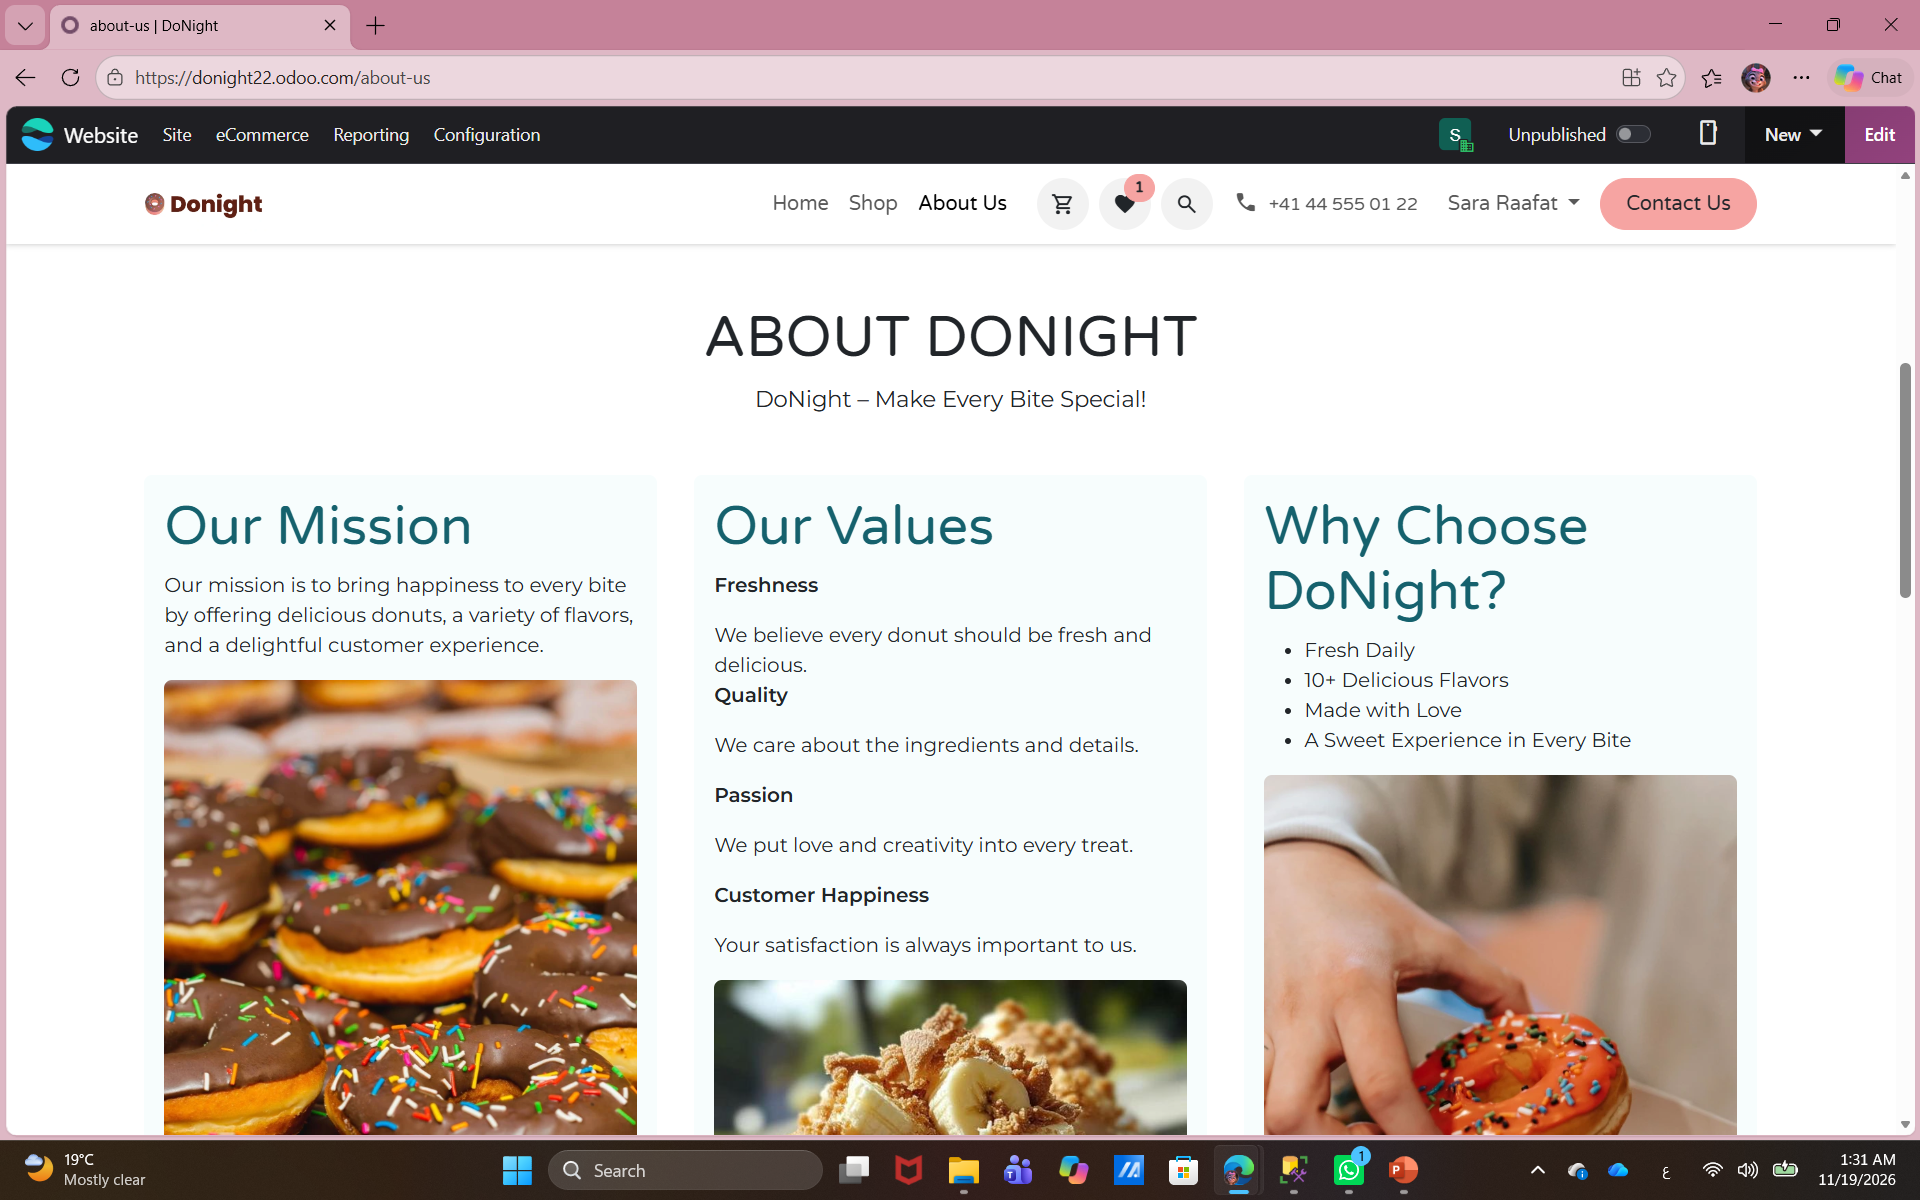 about-us | DoNight
https://donight22.odoo.com/about-us
Chat
Website
Site
eCommerce
Reporting
Configuration
S
Unpublished
New
Edit
Donight
Home
Shop
About Us
1
+41 44 555 01 22
Sara Raafat
Contact Us
ABOUT DONIGHT
DoNight – Make Every Bite Special!
Our Mission
Our mission is to bring happiness to every bite
by offering delicious donuts, a variety of flavors,
and a delightful customer experience.
Our Values
Freshness
We believe every donut should be fresh and
delicious.
Quality
We care about the ingredients and details.
Passion
We put love and creativity into every treat.
Customer Happiness
Your satisfaction is always important to us.
Why Choose
DoNight?
Fresh Daily
10+ Delicious Flavors
Made with Love
A Sweet Experience in Every Bite
19°C
Mostly clear
Search
1
ع
1:31 AM
11/19/2026